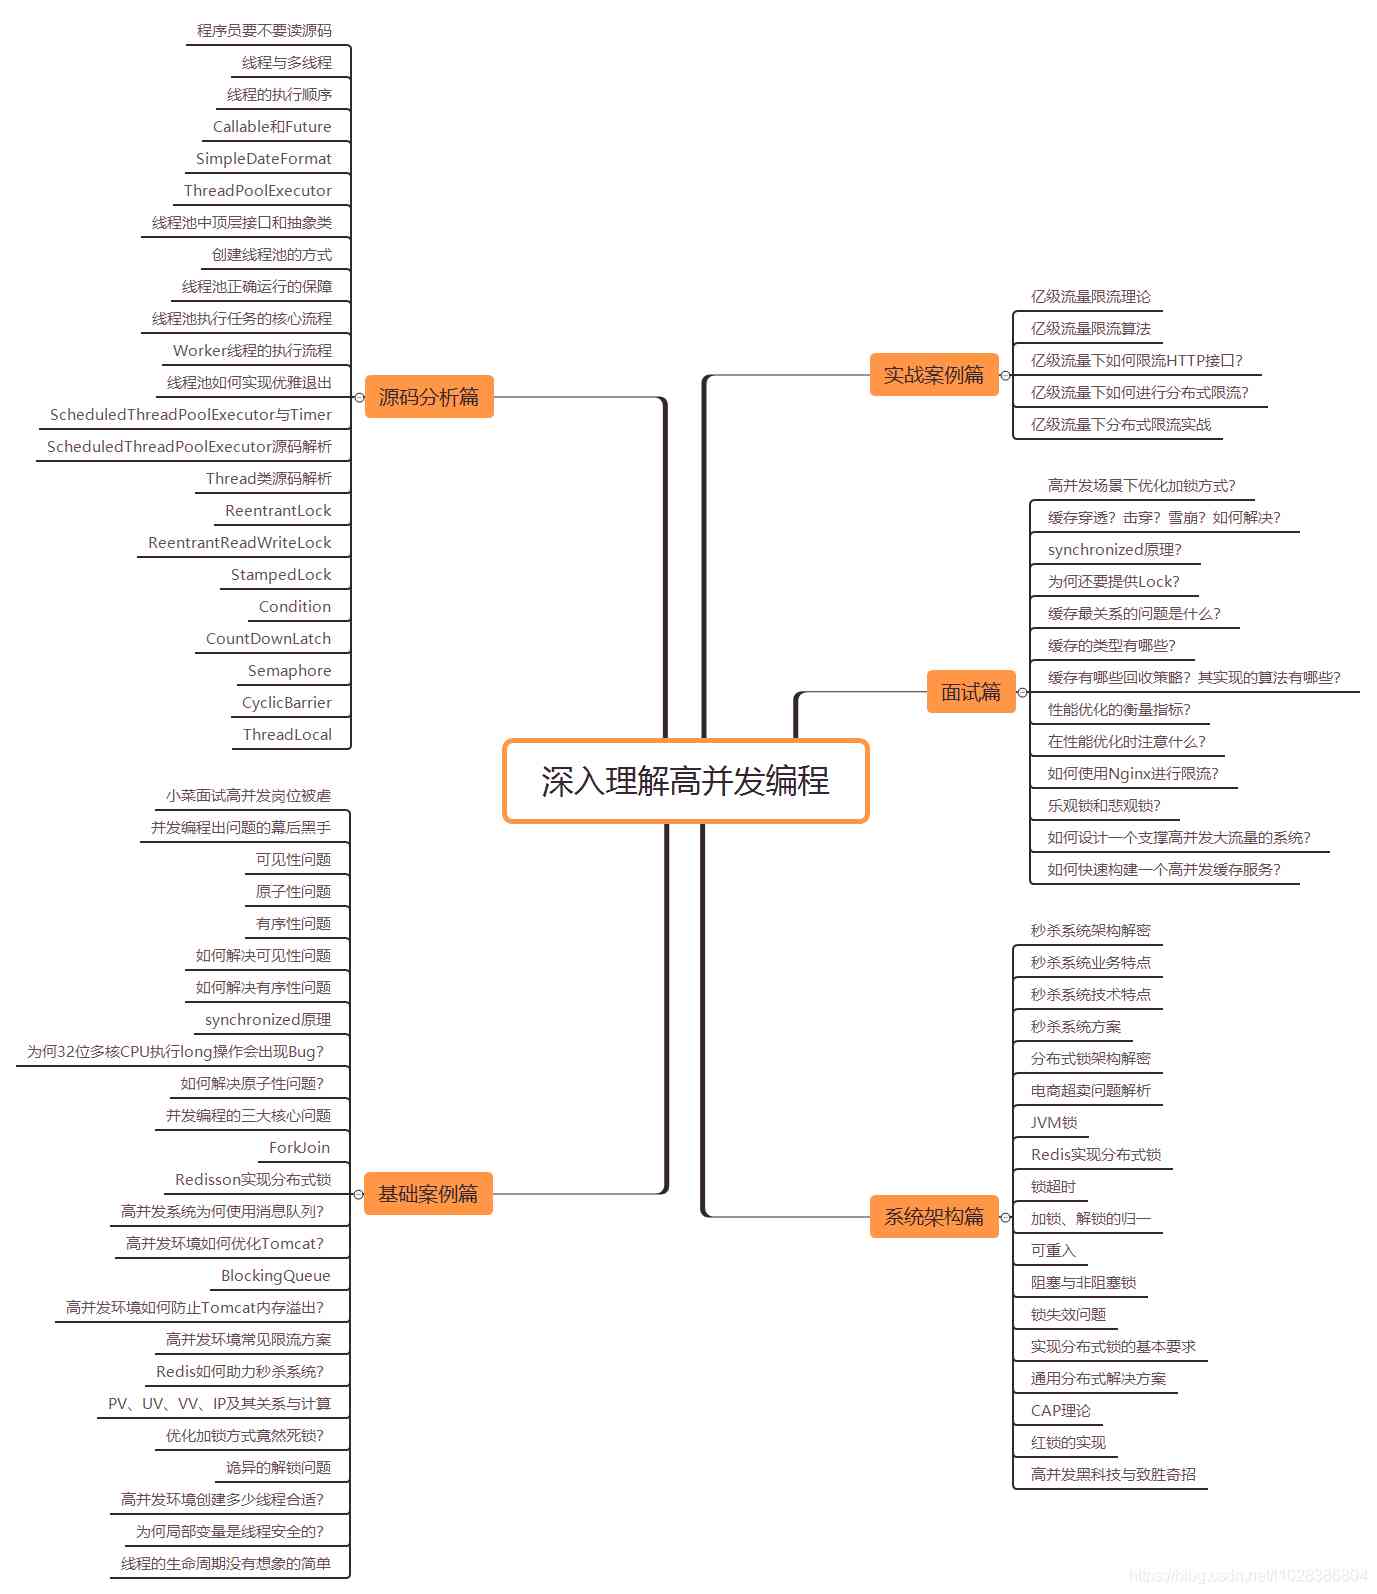 程序员要不要读源码
线程与多线程
线程的执行顺序
Callable和Future
SimpleDateFormat
ThreadPoolExecutor
线程池中顶层接口和抽象类
创建线程池的方式
线程池正确运行的保障
线程池执行任务的核心流程
Worker线程的执行流程
线程池如何实现优雅退出
ScheduledThreadPoolExecutor与Timer
ScheduledThreadPoolExecutor源码解析
Thread类源码解析
ReentrantLock
ReentrantReadWriteLock
StampedLock
Condition
CountDownLatch
Semaphore
CyclicBarrier
ThreadLocal
源码分析篇
小菜面试高并发岗位被虐
并发编程出问题的幕后黑手
可见性问题
原子性问题
有序性问题
如何解决可见性问题
如何解决有序性问题
synchronized原理
为何32位多核CPU执行long操作会出现Bug？
如何解决原子性问题？
并发编程的三大核心问题
ForkJoin
Redisson实现分布式锁
高并发系统为何使用消息队列？
高并发环境如何优化Tomcat？
BlockingQueue
高并发环境如何防止Tomcat内存溢出？
高并发环境常见限流方案
Redis如何助力秒杀系统？
PV、UV、VV、IP及其关系与计算
优化加锁方式竟然死锁？
诡异的解锁问题
高并发环境创建多少线程合适？
为何局部变量是线程安全的？
线程的生命周期没有想象的简单
基础案例篇
深入理解高并发编程
实战案例篇
亿级流量限流理论
亿级流量限流算法
亿级流量下如何限流HTTP接口？
亿级流量下如何进行分布式限流？
亿级流量下分布式限流实战
面试篇
高并发场景下优化加锁方式？
缓存穿透？击穿？雪崩？如何解决？
synchronized原理？
为何还要提供Lock？
缓存最关系的问题是什么？
缓存的类型有哪些？
缓存有哪些回收策略？其实现的算法有哪些？
性能优化的衡量指标？
在性能优化时注意什么？
如何使用Nginx进行限流？
乐观锁和悲观锁？
如何设计一个支撑高并发大流量的系统？
如何快速构建一个高并发缓存服务？
系统架构篇
秒杀系统架构解密
秒杀系统业务特点
秒杀系统技术特点
秒杀系统方案
分布式锁架构解密
电商超卖问题解析
JVM锁
Redis实现分布式锁
锁超时
加锁、解锁的归一
可重入
阻塞与非阻塞锁
锁失效问题
实现分布式锁的基本要求
通用分布式解决方案
CAP理论
红锁的实现
高并发黑科技与致胜奇招
https://blog.csdn.net/l1028386804